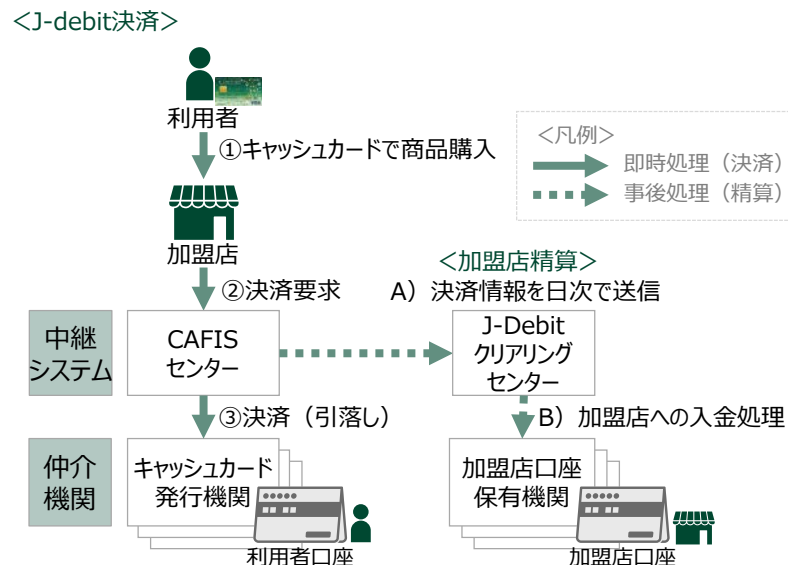 ＜J-debit決済＞
利用者
①キャッシュカードで商品購入
＜凡例＞
即時処理（決済）
事後処理（精算）
加盟店
＜加盟店精算＞
②決済要求
A）決済情報を日次で送信
中継
システム
CAFIS
センター
J-Debit
クリアリング
センター
③決済（引落し）
B）加盟店への入金処理
仲介
機関
キャッシュカード
発行機関
加盟店口座
保有機関
利用者口座
加盟店口座